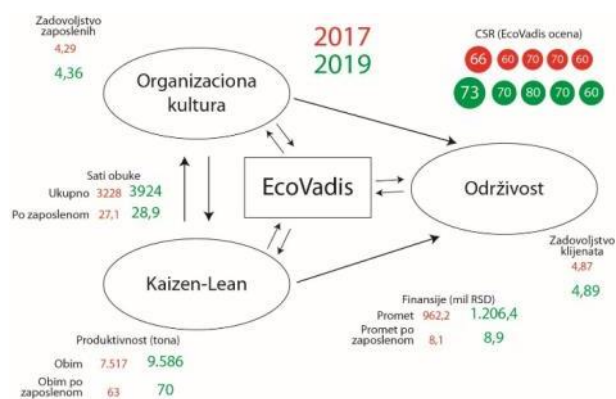 Zadovoljstvo
zaposlenih
4,29
4,36
Organizaciona
kultura
2017
2019
CSR (EcoVadis ocena)
66 60 70 70 60
73 70 80 70 60
Sati obuke
Ukupno 3228 3924
Po zaposlenom 27,1 28,9
EcoVadis
Održivost
Kaizen-Lean
Zadovoljstvo
klijenata
4,87
4,89
Finansije (mil RSD)
Promet 962,2 1.206,4
Promet po
zaposlenom 8,1 8,9
Produktivnost (tona)
Obim 7.517 9.586
Obim po
zaposlenom 63 70